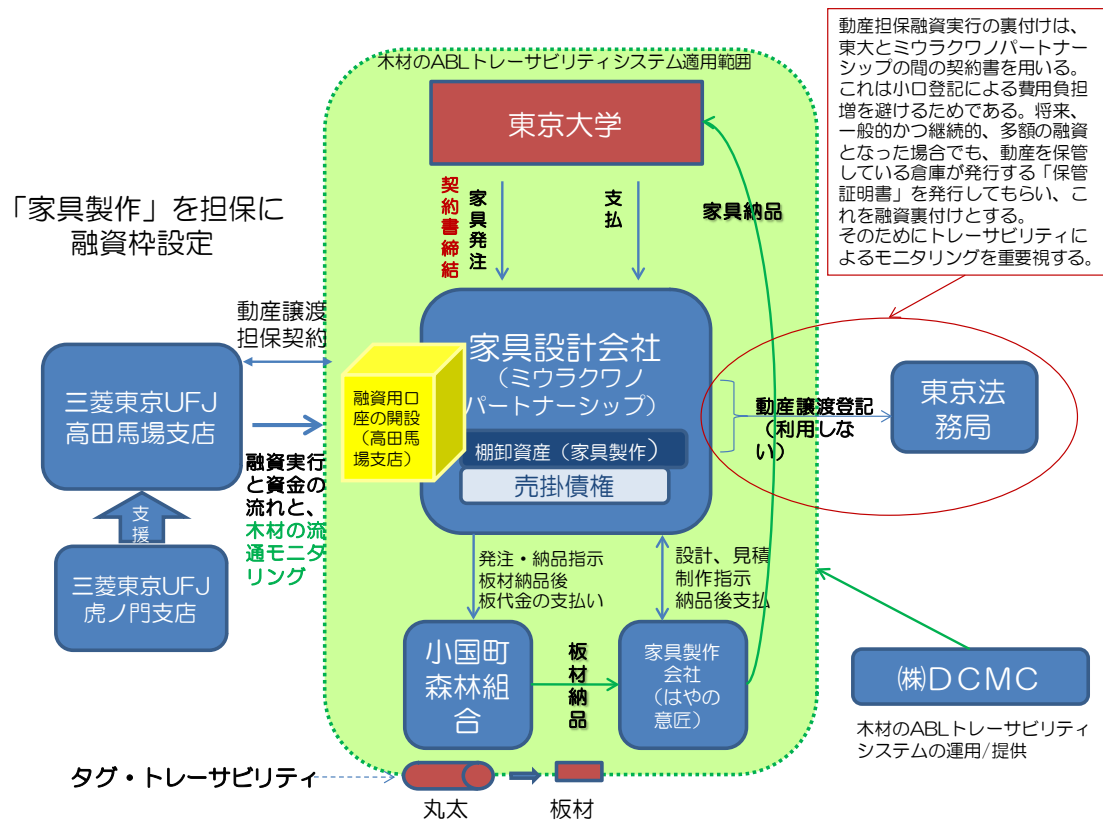 木材のABLトレーサビリティシステム適用範囲
東京大学
動産担保融資実行の裏付けは、
東大とミウラクワノパートナー
シップの間の契約書を用いる。
これは小口登記による費用負担
増を避けるためである。将来、
一般的かつ継続的、多額の融資
となった場合でも、動産を保管
している倉庫が発行する「保管
証明書」を発行してもらい、こ
れを融資裏付けとする。
そのためにトレーサビリティに
よるモニタリングを重要視する。
「家具製作」を担保に
融資枠設定
契約書締結
家具発注
支払
家具納品
動産譲渡
担保契約
三菱東京UFJ
高田馬場支店
融資用口
座の開設
（高田馬
場支店）
家具設計会社
（ミウラクワノ
パートナーシップ）
棚卸資産（家具製作）
売掛債権
動産譲渡登記
（利用しな
い）
東京法
務局
融資実行
と資金の
流れと、
木材の流
通モニタ
リング
支援
三菱東京UFJ
虎ノ門支店
発注・納品指示
板材納品後
板代金の支払い
設計、見積
制作指示
納品後支払
小国町
森林組
合
板材納品
家具製作
会社
（はやの
意匠）
㈱DCMC
木材のABLトレーサビリティ
システムの運用/提供
タグ・トレーサビリティ
丸太
板材